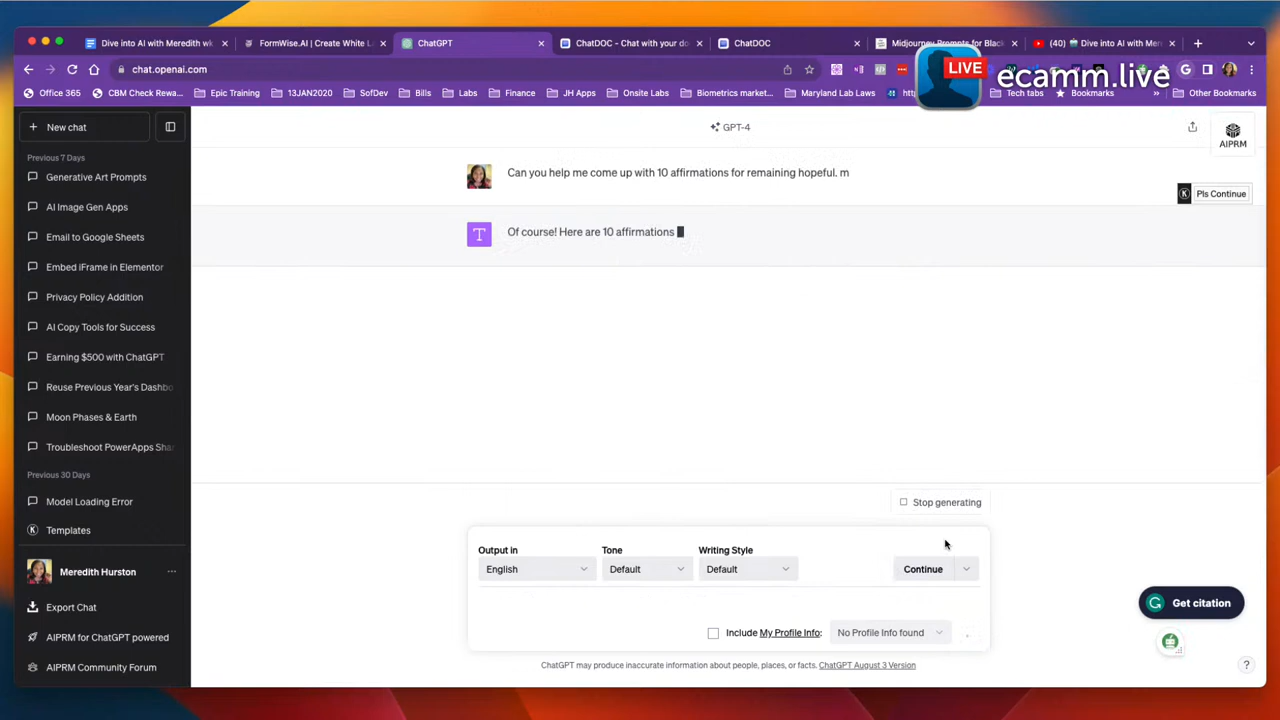 Dive into AI with Meredith wk
FormWise.AI | Create White L
ChatGPT
ChatDOC - Chat with your do
ChatDOC
Midjourney Prompts for Black
(40) Dive into AI with Mer
LIVE
ecamm.live
chat.openai.com
Office 365
CBM Check Rewa...
Epic Training
13JAN2020
SofDev
Bills
Labs
Finance
JH Apps
Onsite Labs
Biometrics market...
Maryland Lab Laws
Tech tabs
Bookmarks
»
Other Bookmarks
+ New chat
GPT-4
AIPRM
Previous 7 Days
Generative Art Prompts
AI Image Gen Apps
Email to Google Sheets
Embed iFrame in Elementor
Privacy Policy Addition
AI Copy Tools for Success
Earning $500 with ChatGPT
Reuse Previous Year's Dashbo
Moon Phases & Earth
Troubleshoot PowerApps Sha
Previous 30 Days
Model Loading Error
K Templates
Meredith Hurston
Export Chat
AIPRM for ChatGPT powered
AIPRM Community Forum
Can you help me come up with 10 affirmations for remaining hopeful. m
K Pls Continue
T Of course! Here are 10 affirmations
Stop generating
Output in
Tone
Writing Style
English
Default
Default
Continue
Include My Profile Info:
No Profile Info found
Get citation
ChatGPT may produce inaccurate information about people, places, or facts. ChatGPT August 3 Version
?